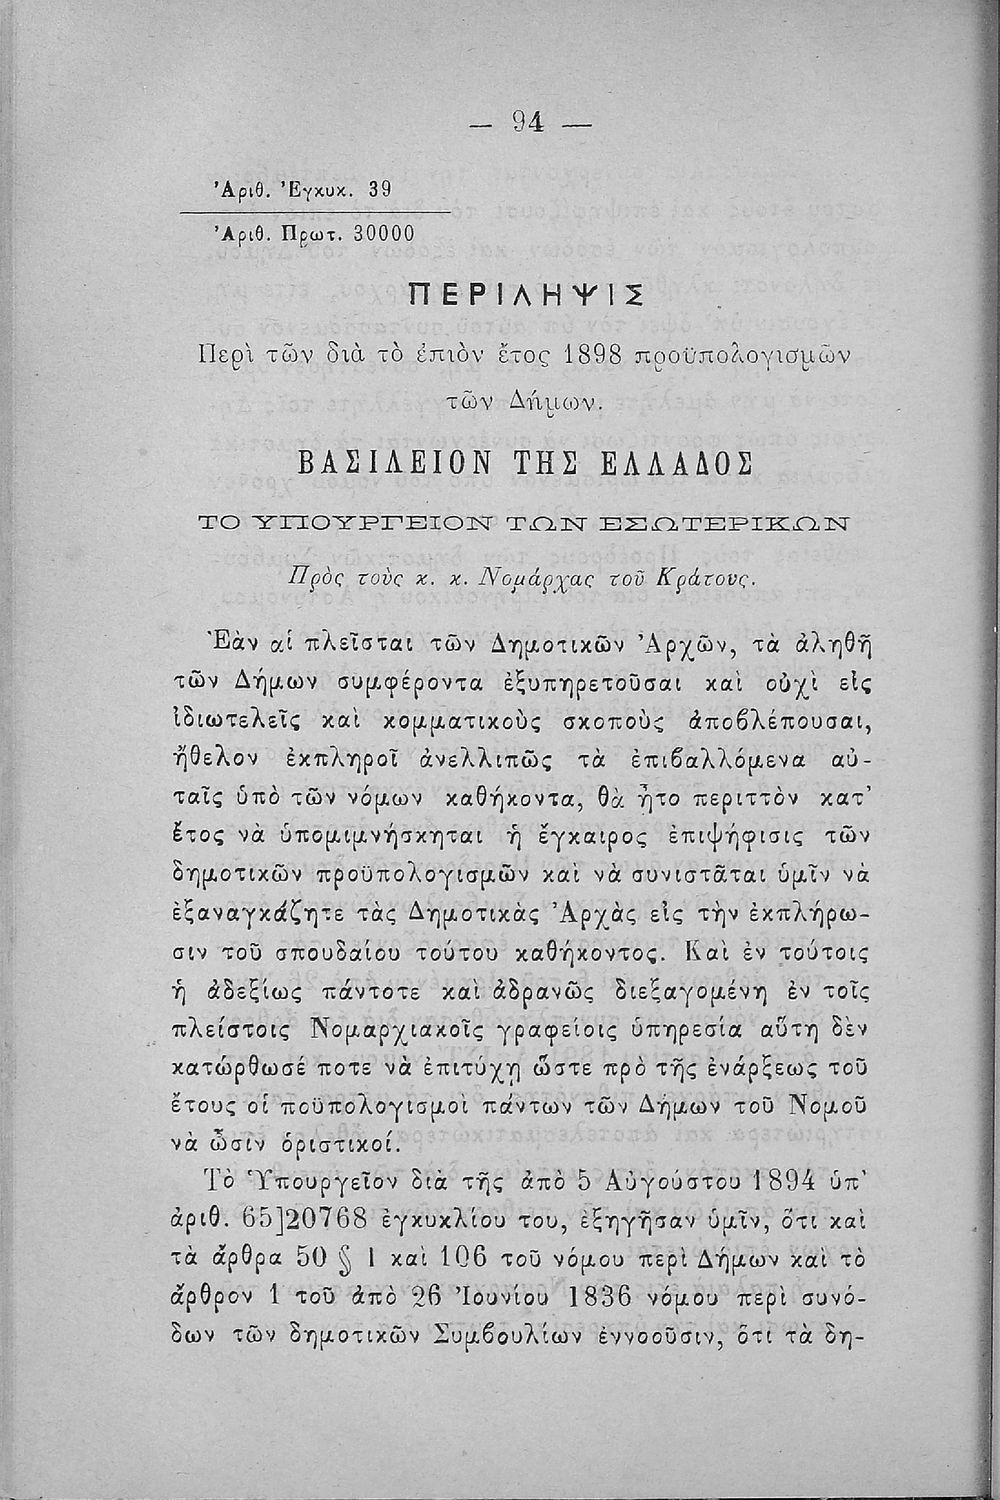 — 94 —
Ἀριθ. Ἐγκυκ. 39
Ἀριθ. Πρωτ. 30000
ΠΕΡΙΛΗΨΙΣ
Περὶ τῶν διὰ τὸ ἐπιὸν ἔτος 1898 προϋπολογισμῶν
τῶν Δήμων.
ΒΑΣΙΛΕΙΟΝ ΤΗΣ ΕΛΛΑΔΟΣ
ΤΟ ΥΠΟΥΡΓΕΙΟΝ ΤΩΝ ΕΣΩΤΕΡΙΚΩΝ
Πρὸς τοὺς κ. κ. Νομάρχας τοῦ Κράτους.
Ἐὰν αἱ πλεῖσται τῶν Δημοτικῶν Ἀρχῶν, τὰ ἀληθῆ
τῶν Δήμων συμφέροντα ἐξυπηρετοῦσαι καὶ οὐχὶ εἰς
ἰδιωτελεῖς καὶ κομματικοὺς σκοποὺς ἀποβλέπουσαι,
ἤθελον ἐκπληροῖ ἀνελλιπῶς τὰ ἐπιβαλλόμενα αὐ-
ταῖς ὑπὸ τῶν νόμων καθήκοντα, θὰ ἦτο περιττὸν κατ’
ἔτος νὰ ὑπομιμνήσκηται ἡ ἔγκαιρος ἐπιψήφισις τῶν
δημοτικῶν προϋπολογισμῶν καὶ νὰ συνιστᾶται ὑμῖν νὰ
ἐξαναγκάζητε τὰς Δημοτικὰς Ἀρχὰς εἰς τὴν ἐκπλήρω-
σιν τοῦ σπουδαίου τούτου καθήκοντος. Καὶ ἐν τούτοις
ἡ ἀδεξίως πάντοτε καὶ ἀδρανῶς διεξαγομένη ἐν τοῖς
πλείστοις Νομαρχιακοῖς γραφείοις ὑπηρεσία αὕτη δὲν
κατώρθωσέ ποτε νὰ ἐπιτύχῃ ὥστε πρὸ τῆς ἐνάρξεως τοῦ
ἔτους οἱ ποϋπολογισμοὶ πάντων τῶν Δήμων τοῦ Νομοῦ
νὰ ὦσιν ὁριστικοί.
Τὸ Ὑπουργεῖον διὰ τῆς ἀπὸ 5 Αὐγούστου 1894 ὑπ’
ἀριθ. 65]20768 ἐγκυκλίου του, ἐξηγῆσαν ὑμῖν, ὅτι καὶ
τὰ ἄρθρα 50 § 1 καὶ 106 τοῦ νόμου περὶ Δήμων καὶ τὸ
ἄρθρον 1 τοῦ ἀπὸ 26 Ἰουνίου 1836 νόμου περὶ συνό-
δων τῶν δημοτικῶν Συμβουλίων ἐννοοῦσιν, ὅτι τὰ δη-